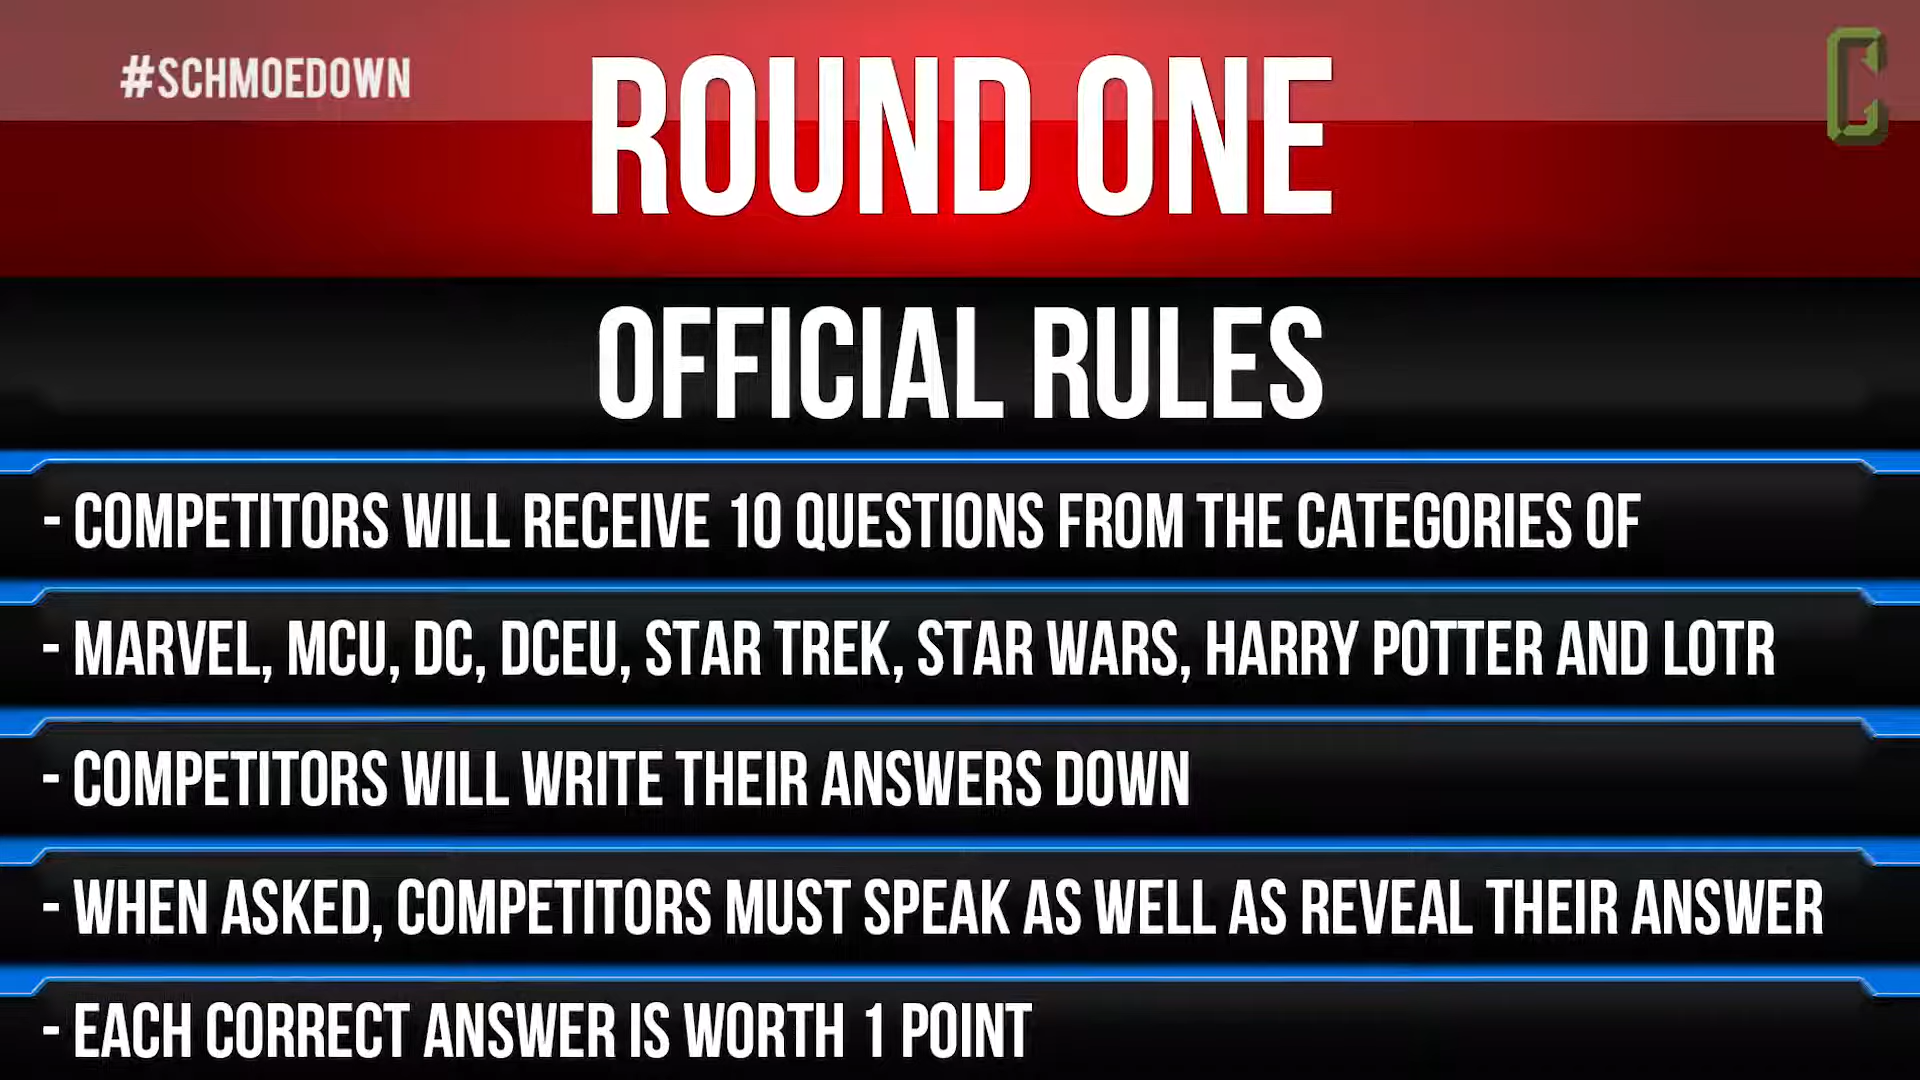 #SCHMOEDOWN
ROUND ONE
OFFICIAL RULES
- COMPETITORS WILL RECEIVE 10 QUESTIONS FROM THE CATEGORIES OF
- MARVEL, MCU, DC, DCEU, STAR TREK, STAR WARS, HARRY POTTER AND LOTR
- COMPETITORS WILL WRITE THEIR ANSWERS DOWN
- WHEN ASKED, COMPETITORS MUST SPEAK AS WELL AS REVEAL THEIR ANSWER
- EACH CORRECT ANSWER IS WORTH 1 POINT